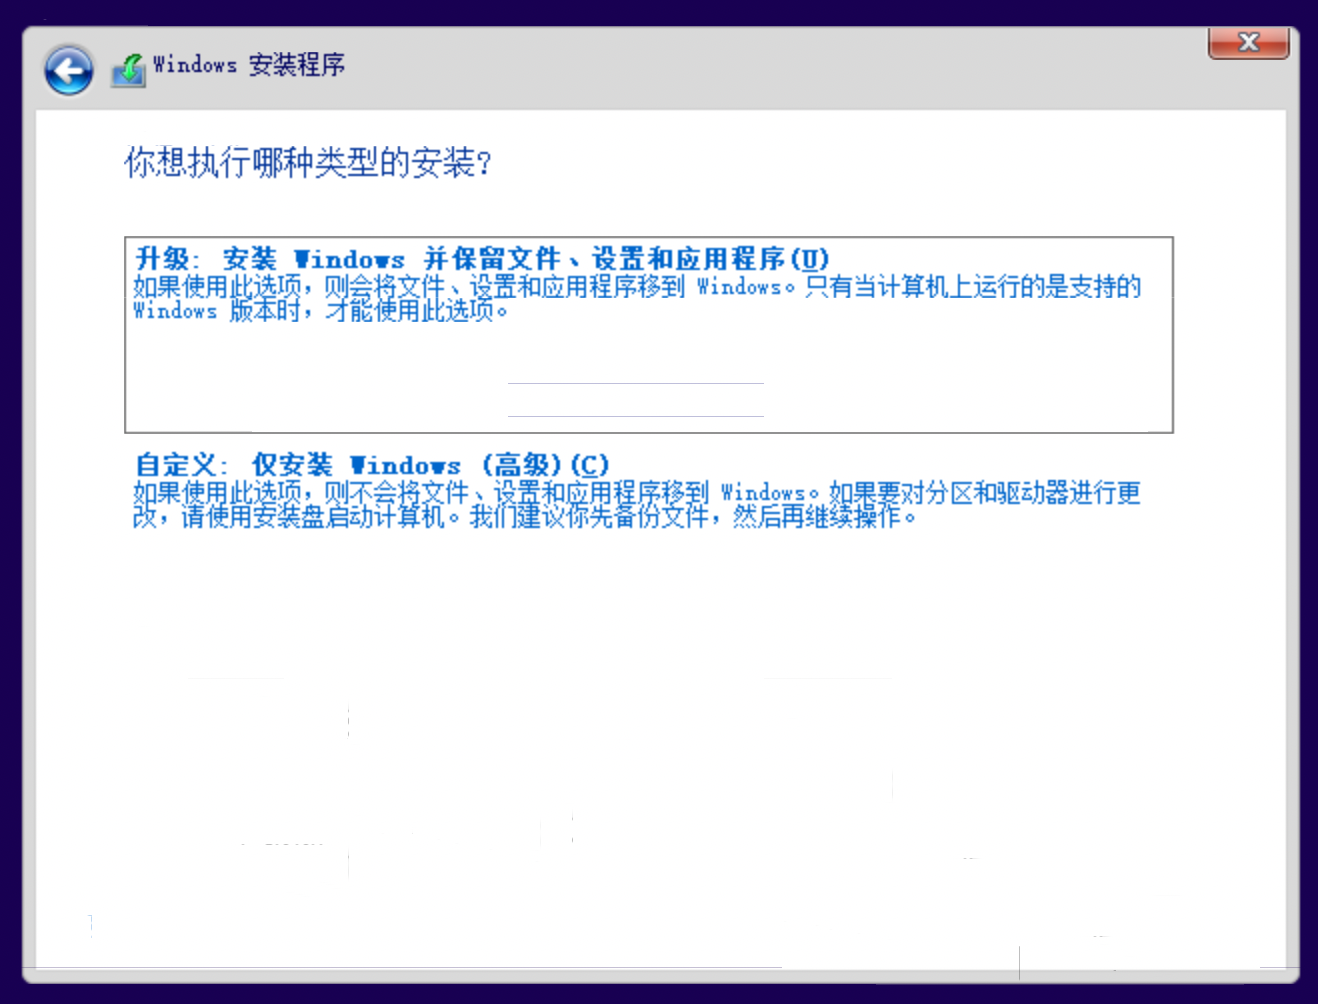 Windows 安装程序
你想执行哪种类型的安装?
升级: 安装 Windows 并保留文件、设置和应用程序(U)
如果使用此选项，则会将文件、设置和应用程序移到 Windows。只有当计算机上运行的是支持的
Windows 版本时，才能使用此选项。
自定义: 仅安装 Windows (高级)(C)
如果使用此选项，则不会将文件、设置和应用程序移到 Windows。如果要对分区和驱动器进行更
改，请使用安装盘启动计算机。我们建议你先备份文件，然后再继续操作。